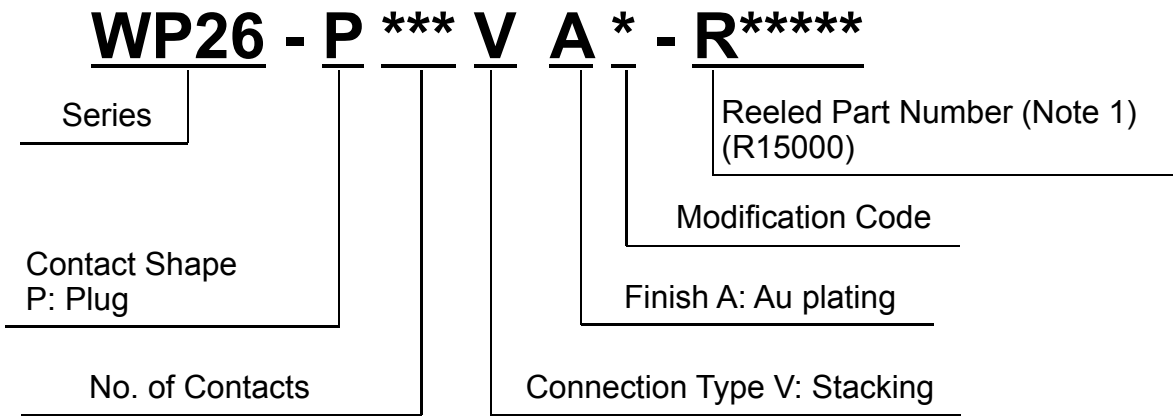 WP26 - P *** V A * - R*****
Series
Reeled Part Number (Note 1)
(R15000)
Modification Code
Contact Shape
P: Plug
Finish A: Au plating
No. of Contacts
Connection Type V: Stacking